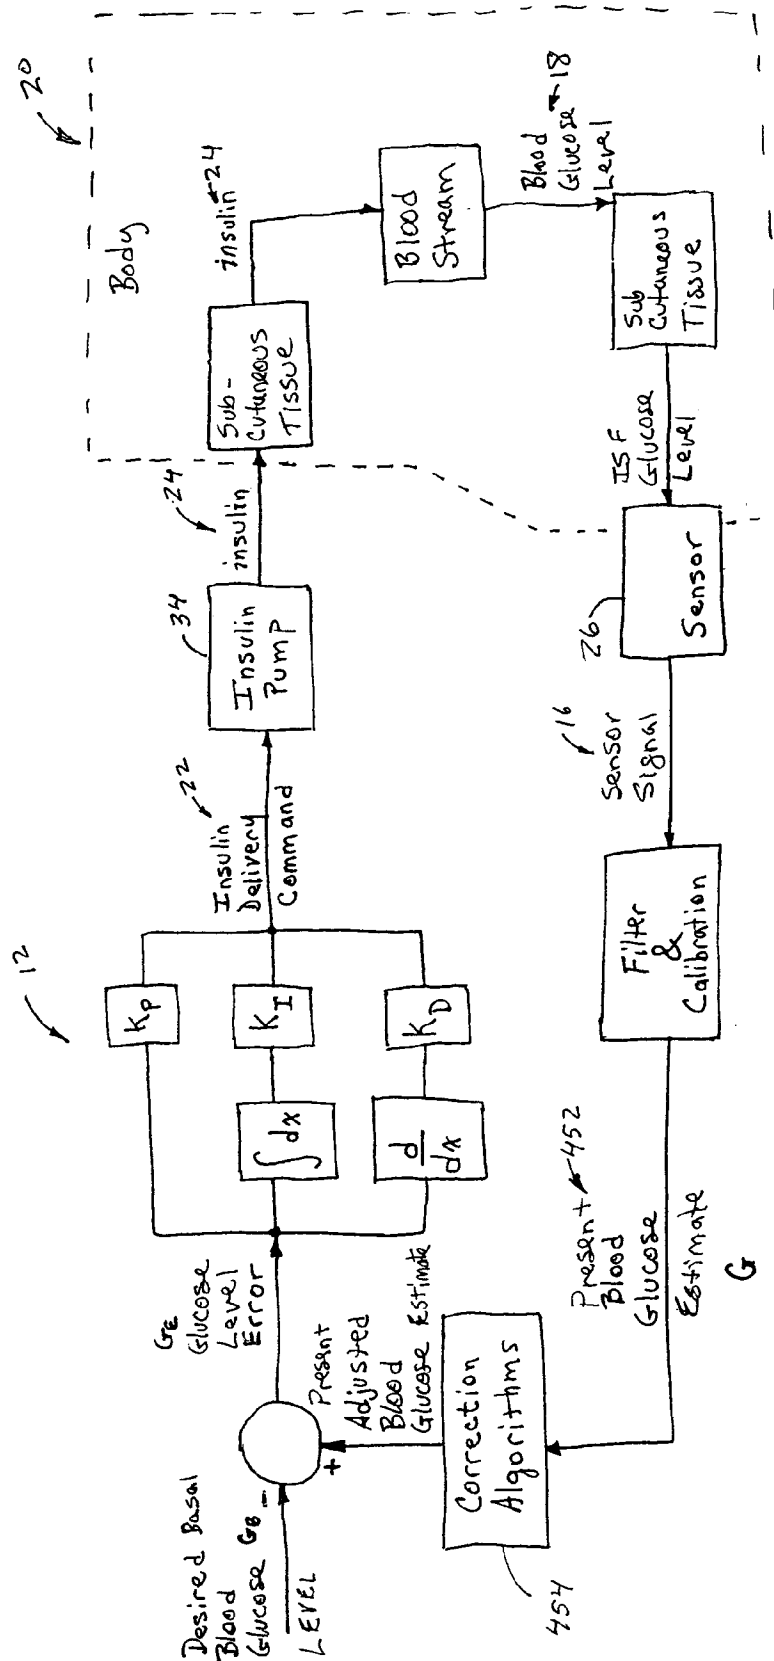 Desired Basal
Blood
Glucose GB
LEVEL
-
+
GE
Glucose
Level
Error
12
KP
∫dx
KI
d
dx
KD
22
Insulin
Delivery
Command
34
Insulin
Pump
24
insulin
20
Body
Sub-
Cutaneous
Tissue
insulin 24
Blood
Stream
Blood
Glucose 18
Level
Sub
Cutaneous
Tissue
ISF
Glucose
Level
26
Sensor
16
Sensor
Signal
Filter
&
Calibration
Present 452
Blood
Glucose
Estimate
G
454
Correction
Algorithms
Present
Adjusted
Blood
Glucose Estimate